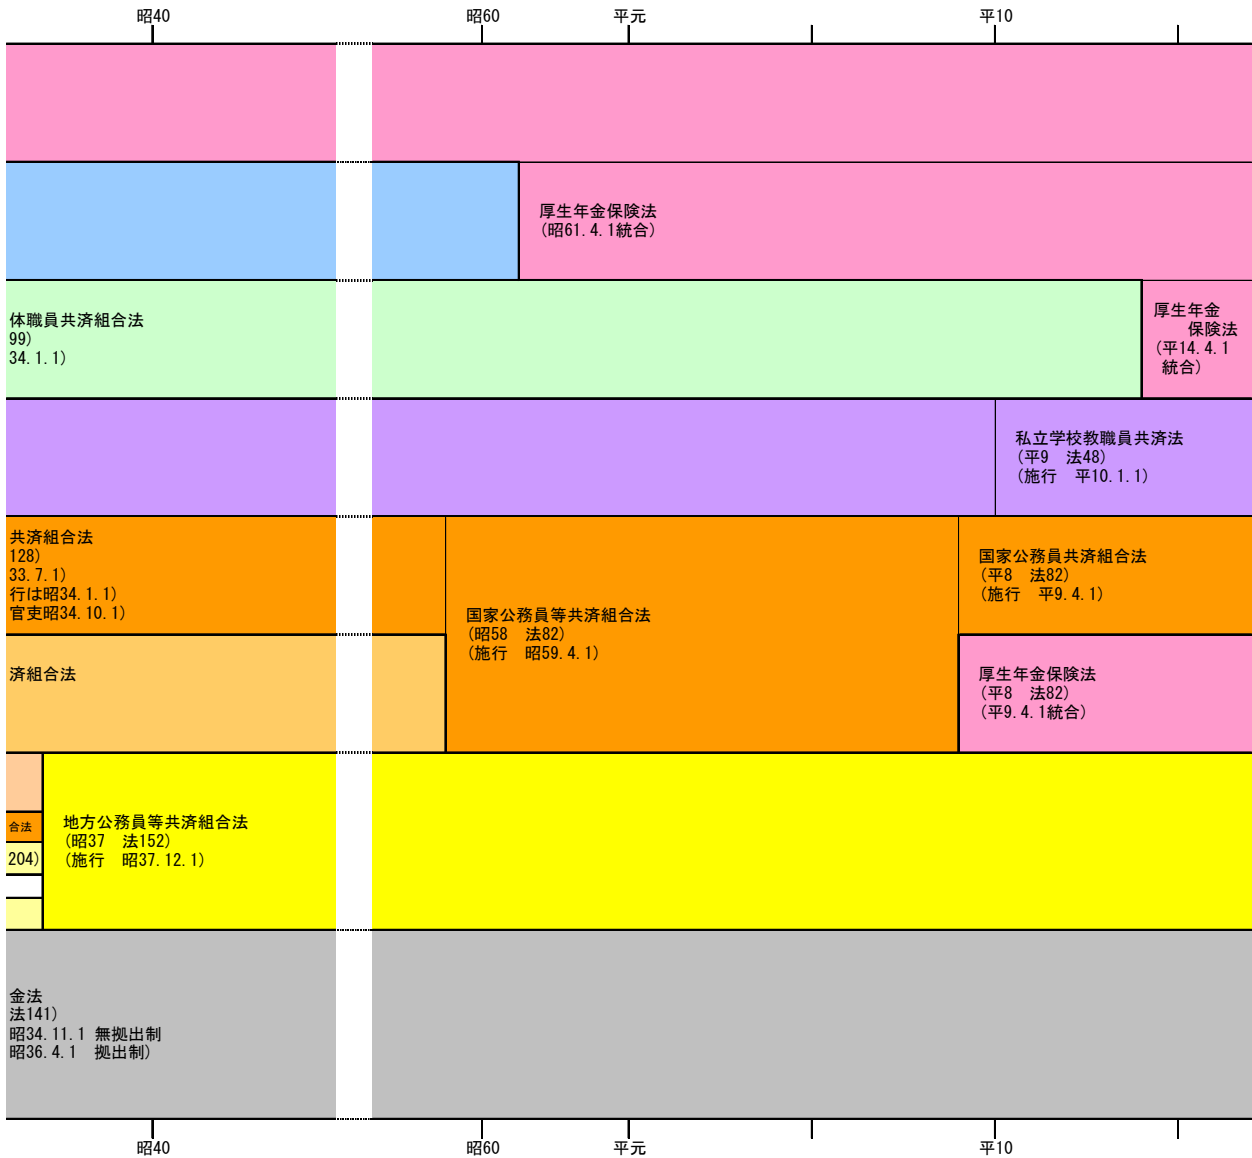 昭40 昭60 平元 平10
厚生年金保険法
(昭61.4.1統合)
体職員共済組合法
99)
34.1.1)
厚生年金
保険法
(平14.4.1
統合)
私立学校教職員共済法
(平9　法48)
(施行　平10.1.1)
共済組合法
128)
33.7.1)
行は昭34.1.1)
官吏昭34.10.1)
国家公務員等共済組合法
(昭58　法82)
(施行　昭59.4.1)
国家公務員共済組合法
(平8　法82)
(施行　平9.4.1)
済組合法
厚生年金保険法
(平8　法82)
(平9.4.1統合)
合法
204)
地方公務員等共済組合法
(昭37　法152)
(施行　昭37.12.1)
金法
法141)
昭34.11.1 無拠出制
昭36.4.1　拠出制)
昭40 昭60 平元 平10